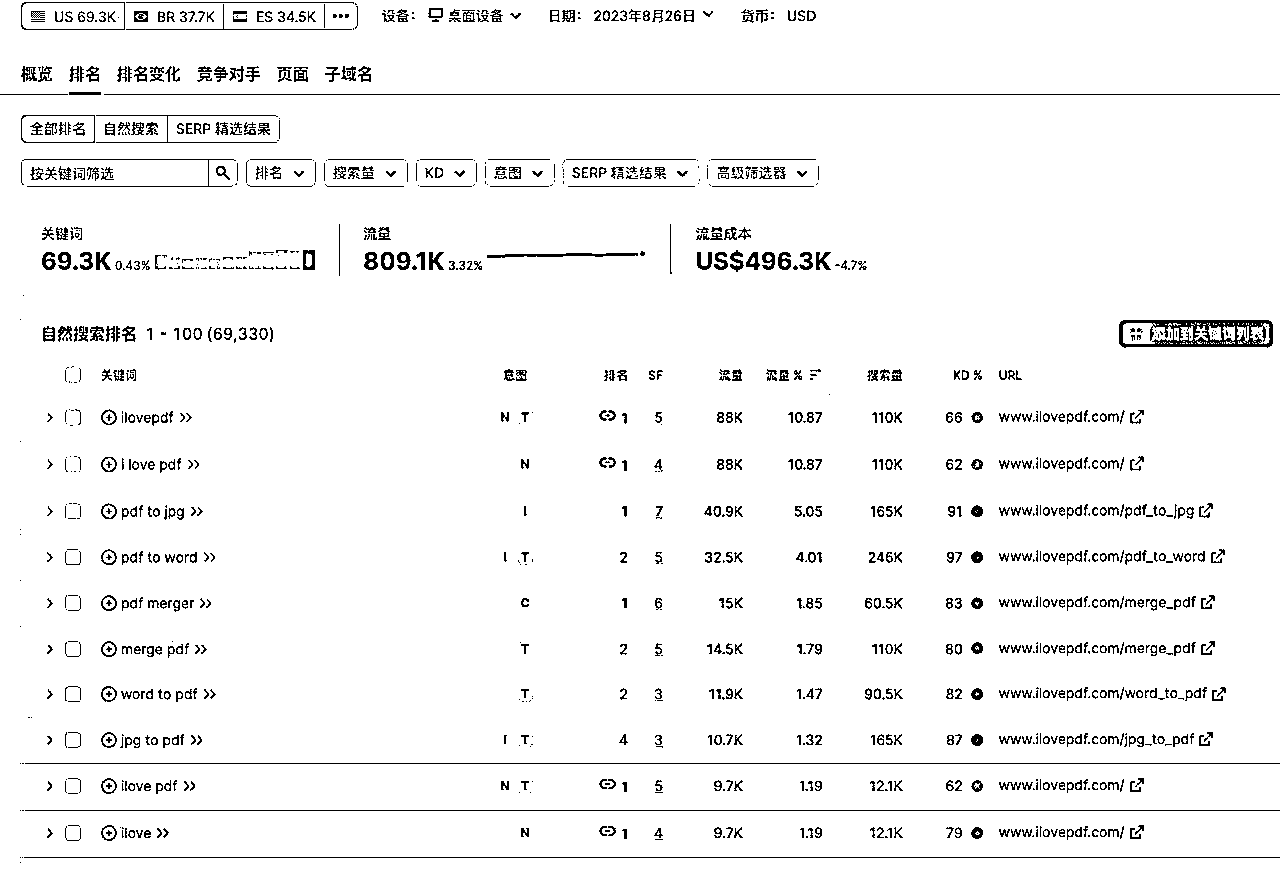 US 69.3K BR 37.7K ES 34.5K ••• 设备: 桌面设备 日期: 2023年8月26日 货币: USD
概览 排名 排名变化 竞争对手 页面 子域名
全部排名 自然搜索 SERP 精选结果
按关键词筛选 排名 搜索量 KD 意图 SERP 精选结果 高级筛选器
关键词 流量 流量成本
69.3K 0.43% 809.1K 3.32% US$496.3K -4.7%
自然搜索排名 1 - 100 (69,330) 添加到关键词列表
关键词 意图 排名 SF 流量 流量 % 搜索量 KD % URL
ilovepdf >> N T 1 5 88K 10.87 110K 66 www.ilovepdf.com/
i love pdf >> N 1 4 88K 10.87 110K 62 www.ilovepdf.com/
pdf to jpg >> I 1 7 40.9K 5.05 165K 91 www.ilovepdf.com/pdf_to_jpg
pdf to word >> I T 2 5 32.5K 4.01 246K 97 www.ilovepdf.com/pdf_to_word
pdf merger >> C 1 6 15K 1.85 60.5K 83 www.ilovepdf.com/merge_pdf
merge pdf >> T 2 5 14.5K 1.79 110K 80 www.ilovepdf.com/merge_pdf
word to pdf >> T 2 3 11.9K 1.47 90.5K 82 www.ilovepdf.com/word_to_pdf
jpg to pdf >> I T 4 3 10.7K 1.32 165K 87 www.ilovepdf.com/jpg_to_pdf
ilove pdf >> N T 1 5 9.7K 1.19 12.1K 62 www.ilovepdf.com/
ilove >> N 1 4 9.7K 1.19 12.1K 79 www.ilovepdf.com/